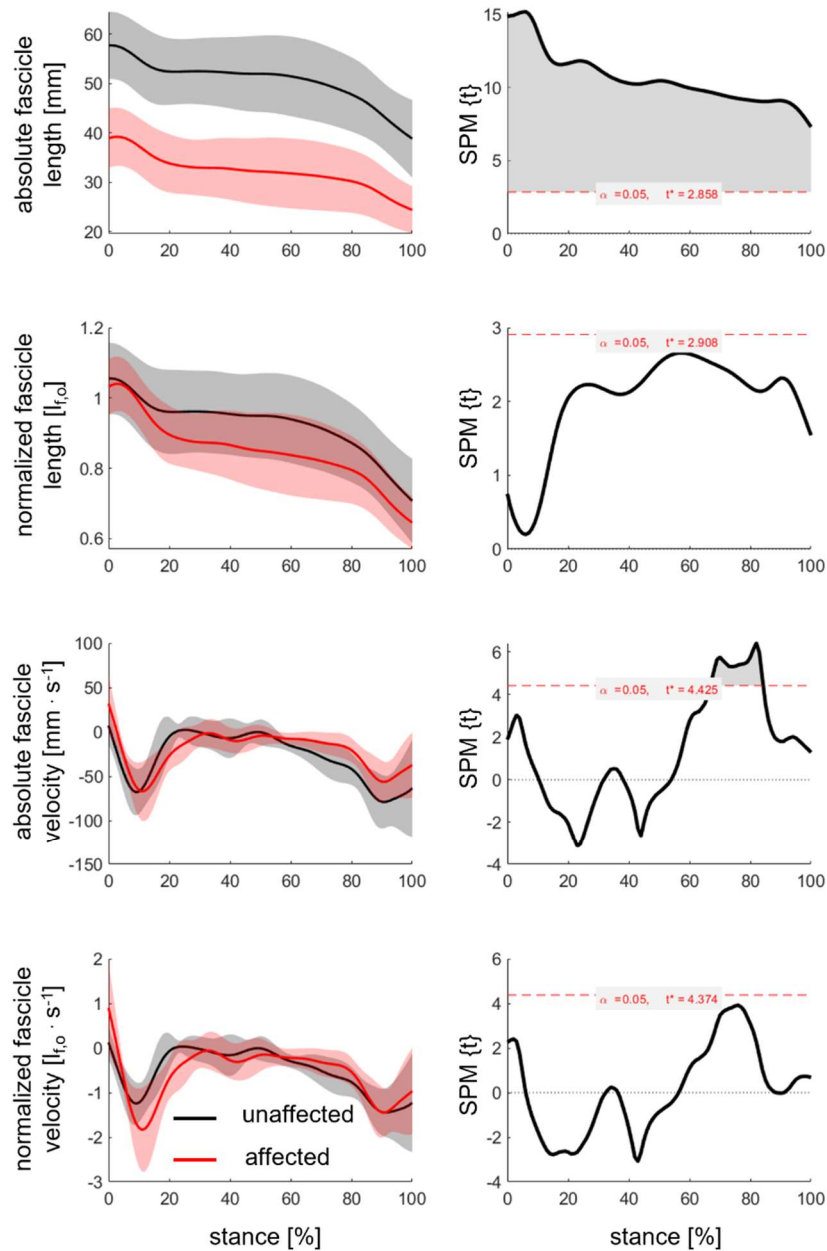 absolute fascicle
length [mm]
60
50
40
30
20
0 20 40 60 80 100
SPM {t}
15
10
5
0
α =0.05, t* =2.858
0 20 40 60 80 100
normalized fascicle
length [lf,o]
1.2
1
0.8
0.6
0 20 40 60 80 100
SPM {t}
3
2
1
0
α =0.05, t* =2.908
0 20 40 60 80 100
absolute fascicle
velocity [mm · s⁻¹]
100
50
0
-50
-100
-150
0 20 40 60 80 100
SPM {t}
6
4
2
0
-2
-4
α =0.05, t* =4.425
0 20 40 60 80 100
normalized fascicle
velocity [lf,o · s⁻¹]
2
1
0
-1
-2
-3
unaffected
affected
0 20 40 60 80 100
stance [%]
SPM {t}
6
4
2
0
-2
-4
α =0.05, t* =4.374
0 20 40 60 80 100
stance [%]